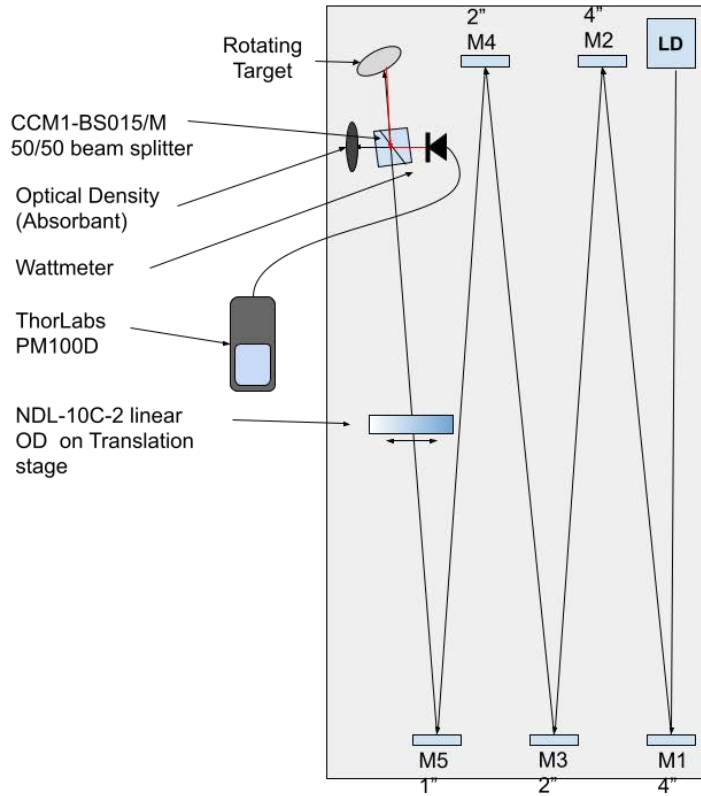 2” 4”
M4 M2 LD
Rotating
Target
CCM1-BS015/M
50/50 beam splitter
Optical Density
(Absorbant)
Wattmeter
ThorLabs
PM100D
NDL-10C-2 linear
OD on Translation
stage
M5 M3 M1
1” 2” 4”